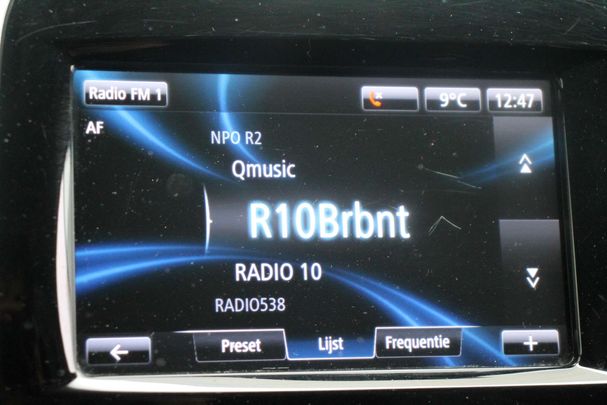 Radio FM 1 9°C 12:47
AF
NPO R2
Qmusic
R10Brbnt
RADIO 10
RADIO538
Preset Lijst Frequentie